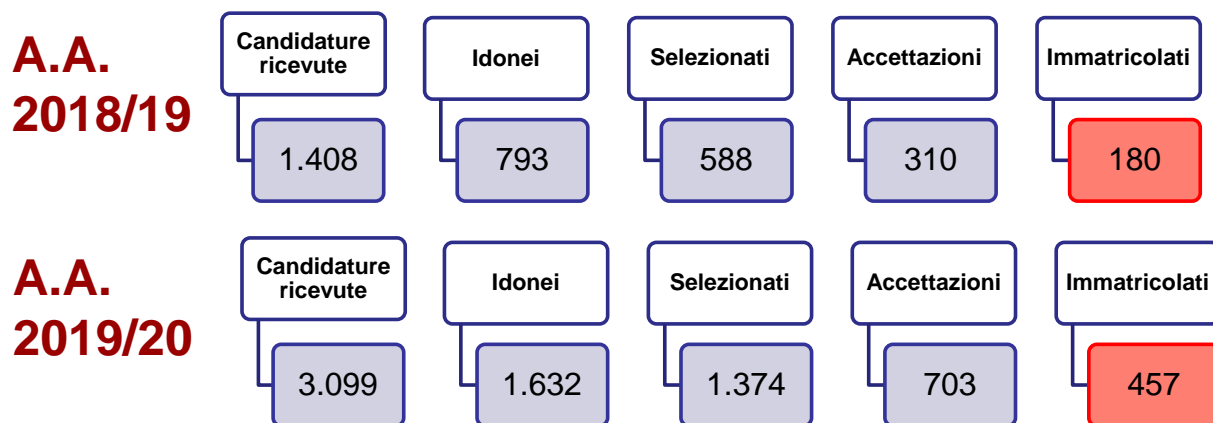 A.A.
2018/19
Candidature
ricevute
Idonei
Selezionati
Accettazioni
Immatricolati
1.408
793
588
310
180
A.A.
2019/20
Candidature
ricevute
Idonei
Selezionati
Accettazioni
Immatricolati
3.099
1.632
1.374
703
457